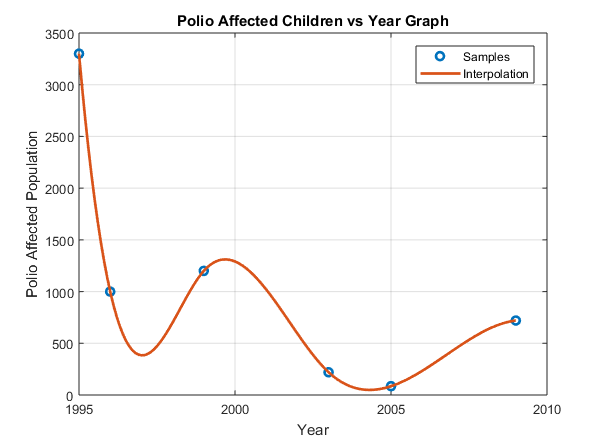 Polio Affected Children vs Year Graph
Samples
Interpolation
Polio Affected Population
3500
3000
2500
2000
1500
1000
500
0
1995 2000 2005 2010
Year